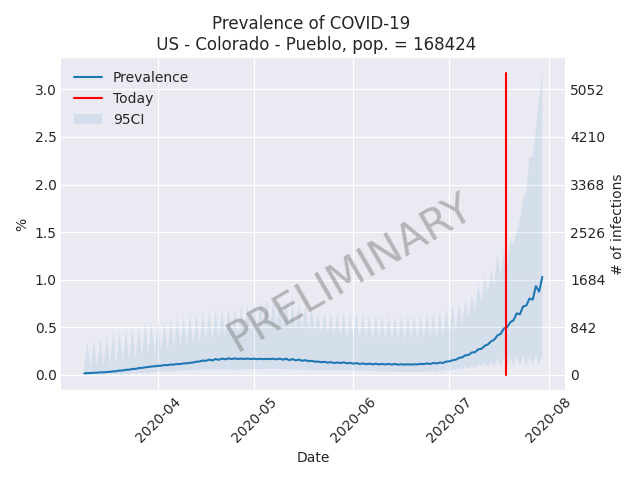 Prevalence of COVID-19
US - Colorado - Pueblo, pop. = 168424
Prevalence
Today
95CI
PRELIMINARY
3.0
2.5
2.0
1.5
1.0
0.5
0.0
%
5052
4210
3368
2526
1684
842
0
# of infections
2020-04
2020-05
2020-06
2020-07
2020-08
Date